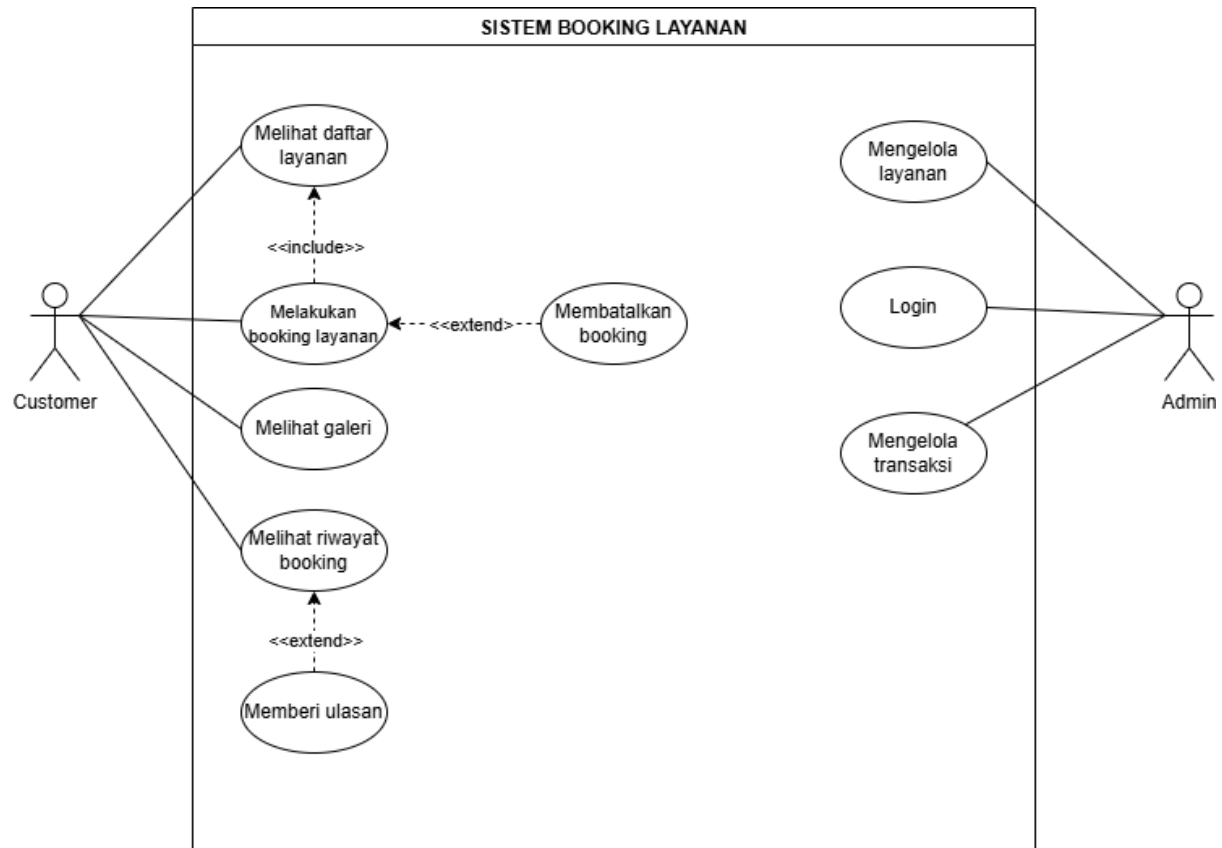 SISTEM BOOKING LAYANAN
Melihat daftar
layanan
<<include>>
Melakukan
booking layanan
<<extend>>
Membatalkan
booking
Melihat galeri
Melihat riwayat
booking
<<extend>>
Memberi ulasan
Customer
Mengelola
layanan
Login
Mengelola
transaksi
Admin